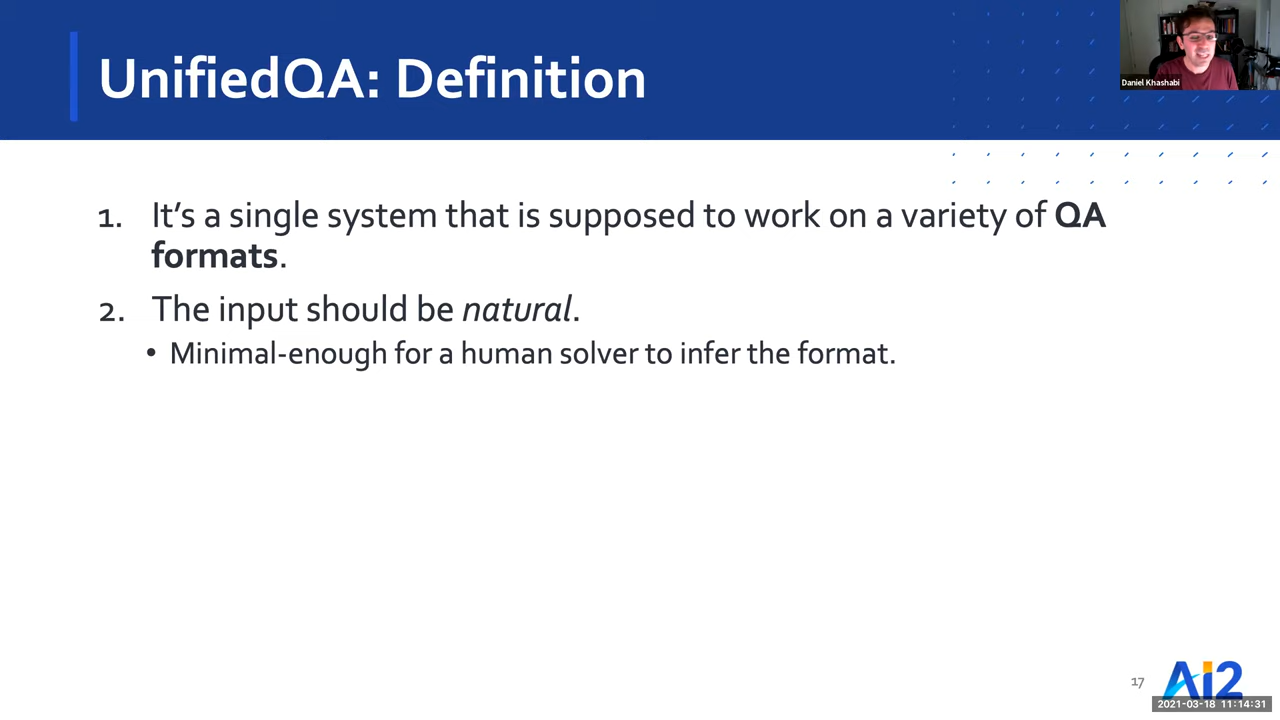 UnifiedQA: Definition
Daniel Khashabi
1. It's a single system that is supposed to work on a variety of QA
formats.
2. The input should be natural.
• Minimal-enough for a human solver to infer the format.
17
AI2
2021-03-18 11:14:31